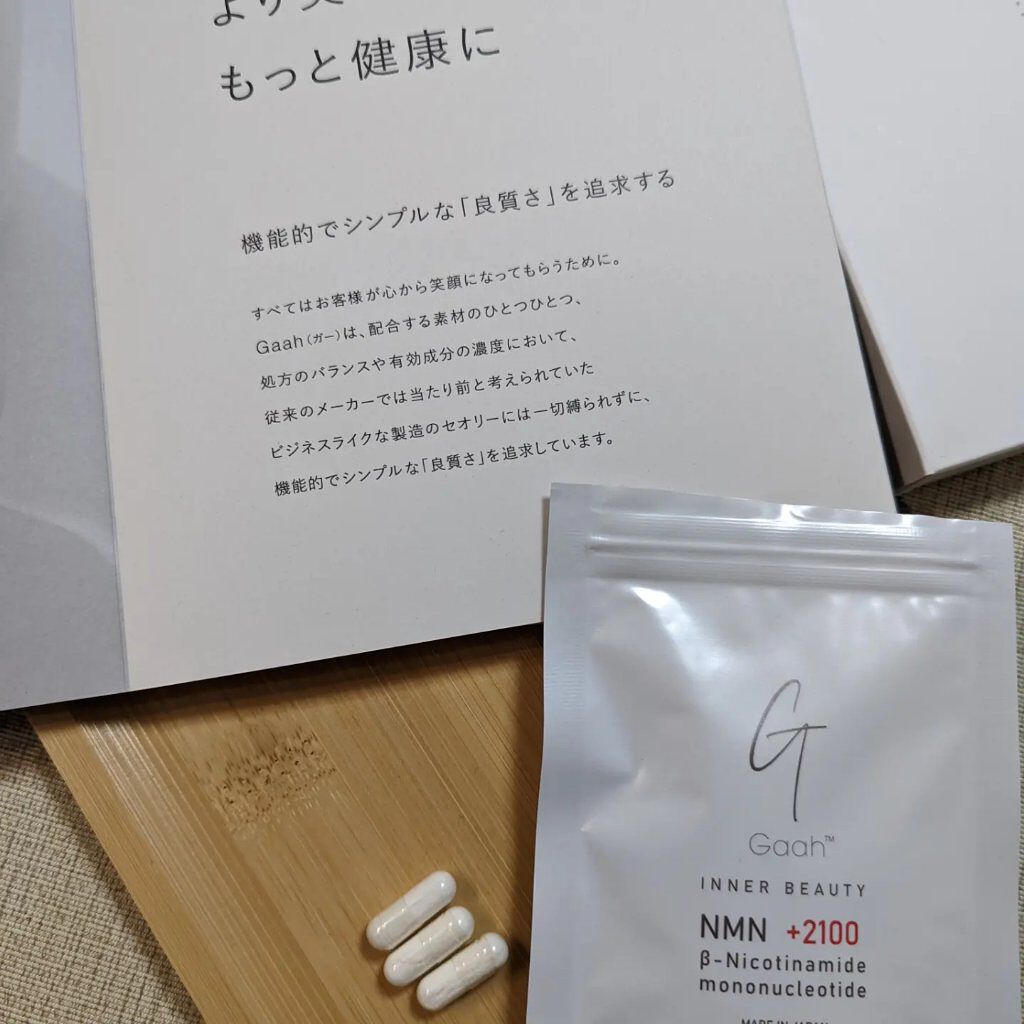 より美
もっと健康に
機能的でシンプルな「良質さ」を追求する
すべてはお客様が心から笑顔になってもらうために。
Gaah（ガー）は、配合する素材のひとつひとつ、
処方のバランスや有効成分の濃度において、
従来のメーカーでは当たり前と考えられていた
ビジネスライクな製造のセオリーには一切縛られずに、
機能的でシンプルな「良質さ」を追求しています。
G
Gaah™
INNER BEAUTY
NMN +2100
β-Nicotinamide
mononucleotide
MADE IN JAPAN